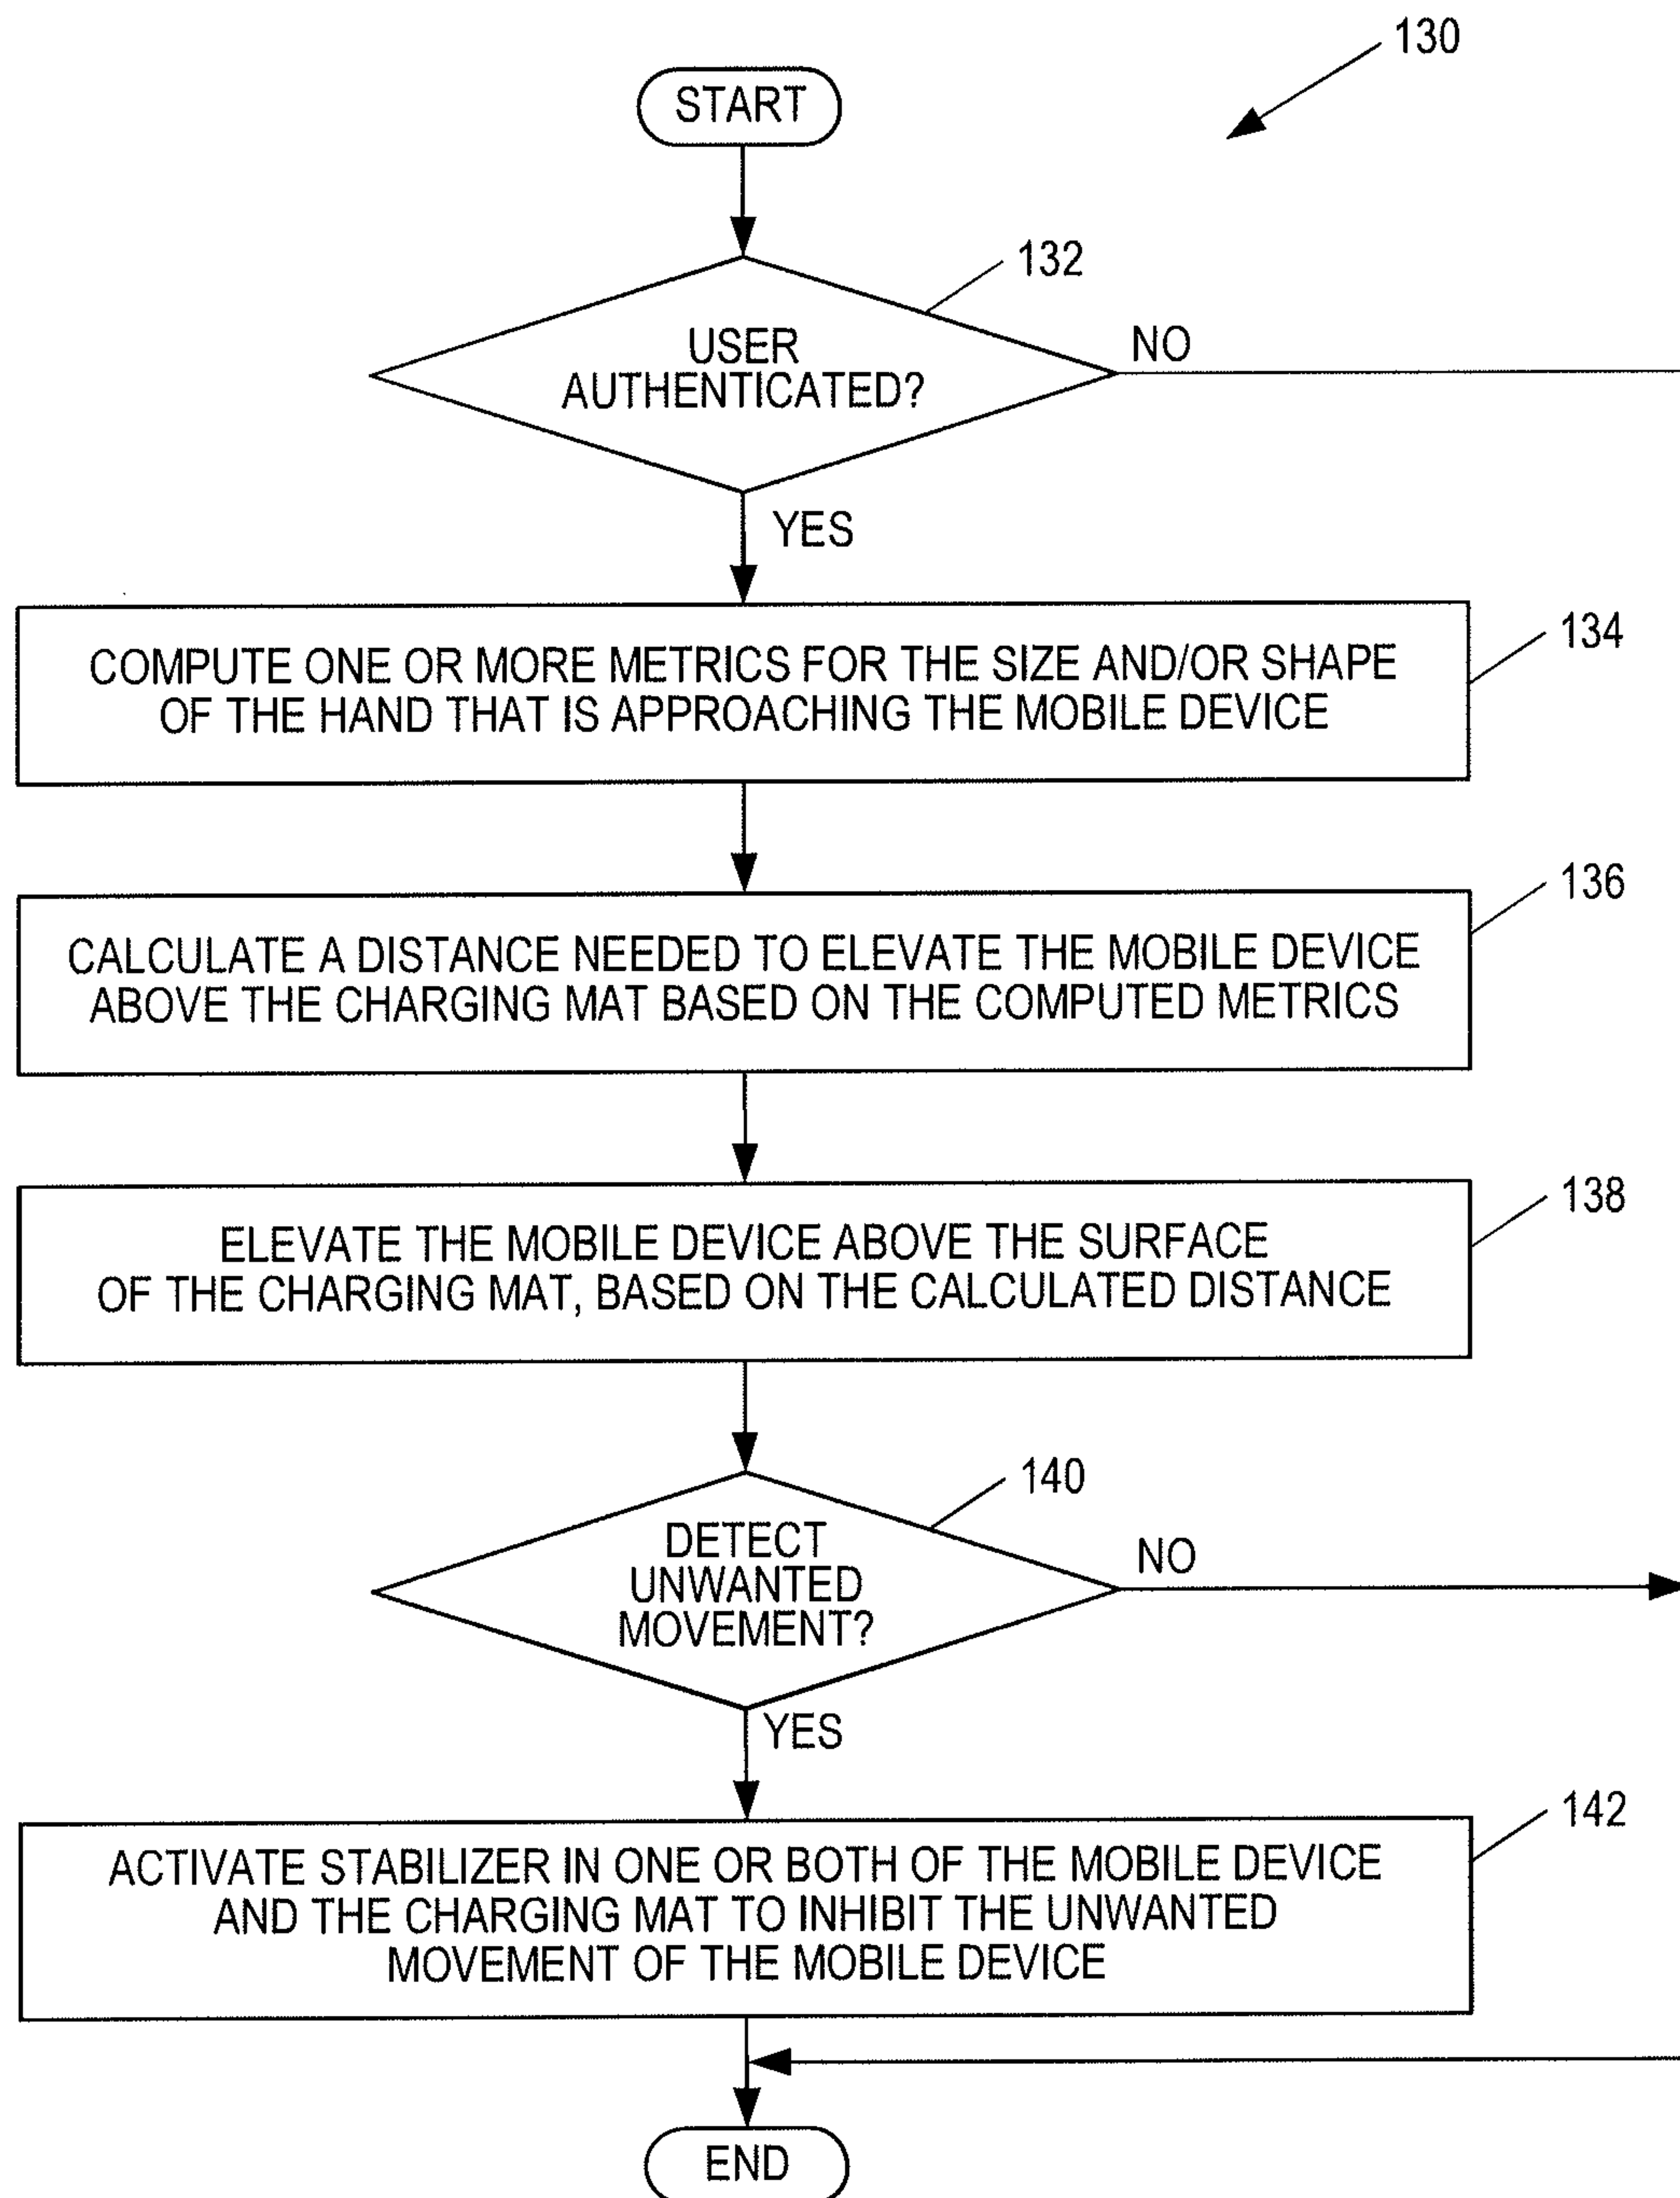 130
START
132
USER
AUTHENTICATED?
NO
YES
134
COMPUTE ONE OR MORE METRICS FOR THE SIZE AND/OR SHAPE
OF THE HAND THAT IS APPROACHING THE MOBILE DEVICE
136
CALCULATE A DISTANCE NEEDED TO ELEVATE THE MOBILE DEVICE
ABOVE THE CHARGING MAT BASED ON THE COMPUTED METRICS
138
ELEVATE THE MOBILE DEVICE ABOVE THE SURFACE
OF THE CHARGING MAT, BASED ON THE CALCULATED DISTANCE
140
DETECT
UNWANTED
MOVEMENT?
NO
YES
142
ACTIVATE STABILIZER IN ONE OR BOTH OF THE MOBILE DEVICE
AND THE CHARGING MAT TO INHIBIT THE UNWANTED
MOVEMENT OF THE MOBILE DEVICE
END